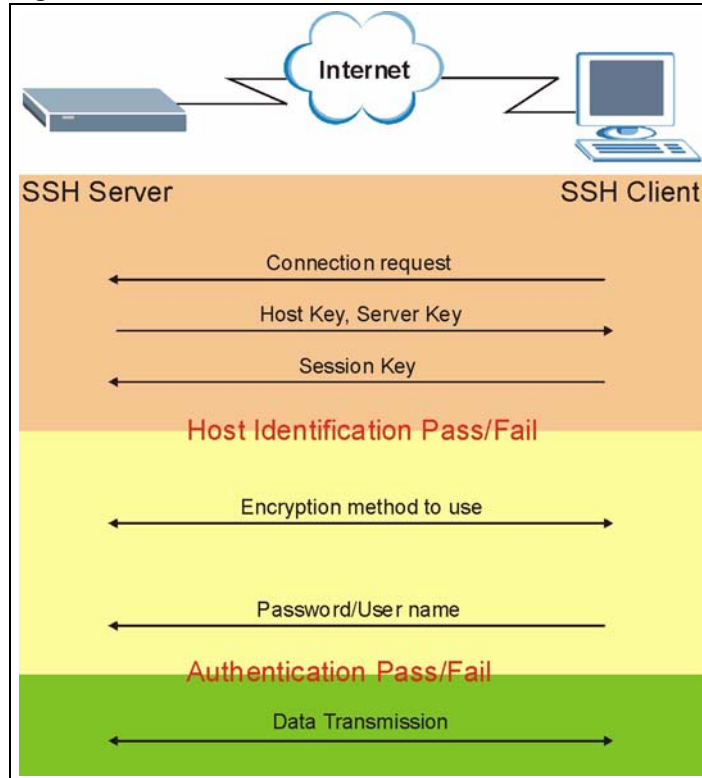 Internet
SSH Server
SSH Client
Connection request
Host Key, Server Key
Session Key
Host Identification Pass/Fail
Encryption method to use
Password/User name
Authentication Pass/Fail
Data Transmission